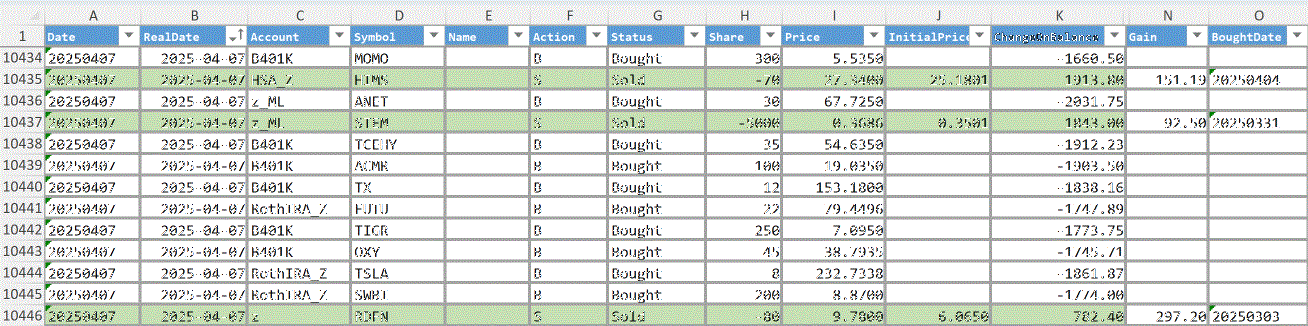 A B C D E F G H I J K N O
1 Date RealDate Account Symbol Name Action Status Share Price InitialPrice ChangeOnBalance Gain BoughtDate
10434 20250407 2025-04-07 B401K MOMO B Bought 300 5.5350 -1660.50
10435 20250407 2025-04-07 HSA_Z HIMS S Sold -70 27.3400 25.1801 1913.80 151.19 20250404
10436 20250407 2025-04-07 z_ML ANET B Bought 30 67.7250 -2031.75
10437 20250407 2025-04-07 z_ML STEM S Sold -5000 0.3686 0.3501 1843.00 92.50 20250331
10438 20250407 2025-04-07 B401K TCEHY B Bought 35 54.6350 -1912.23
10439 20250407 2025-04-07 B401K ACMR B Bought 100 19.0350 -1903.50
10440 20250407 2025-04-07 B401K TX B Bought 12 153.1800 -1838.16
10441 20250407 2025-04-07 RothIRA_Z FUTU B Bought 22 79.4496 -1747.89
10442 20250407 2025-04-07 B401K TIGR B Bought 250 7.0950 -1773.75
10443 20250407 2025-04-07 B401K OXY B Bought 45 38.7935 -1745.71
10444 20250407 2025-04-07 RothIRA_Z TSLA B Bought 8 232.7338 -1861.87
10445 20250407 2025-04-07 RothIRA_Z SWBI B Bought 200 8.8700 -1774.00
10446 20250407 2025-04-07 z RDFN S Sold -80 9.7800 6.0650 782.40 297.20 20250303